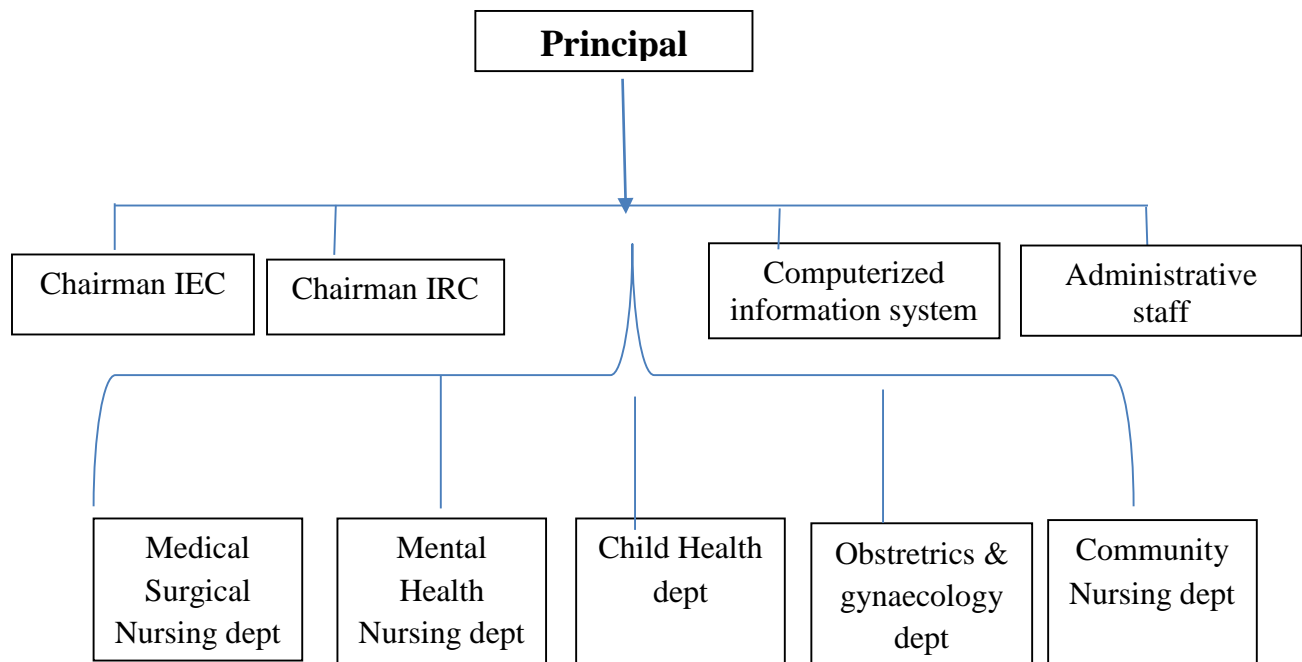 Principal
Chairman IEC
Chairman IRC
Computerized
information system
Administrative
staff
Medical
Surgical
Nursing dept
Mental
Health
Nursing dept
Child Health
dept
Obstretrics &
gynaecology
dept
Community
Nursing dept